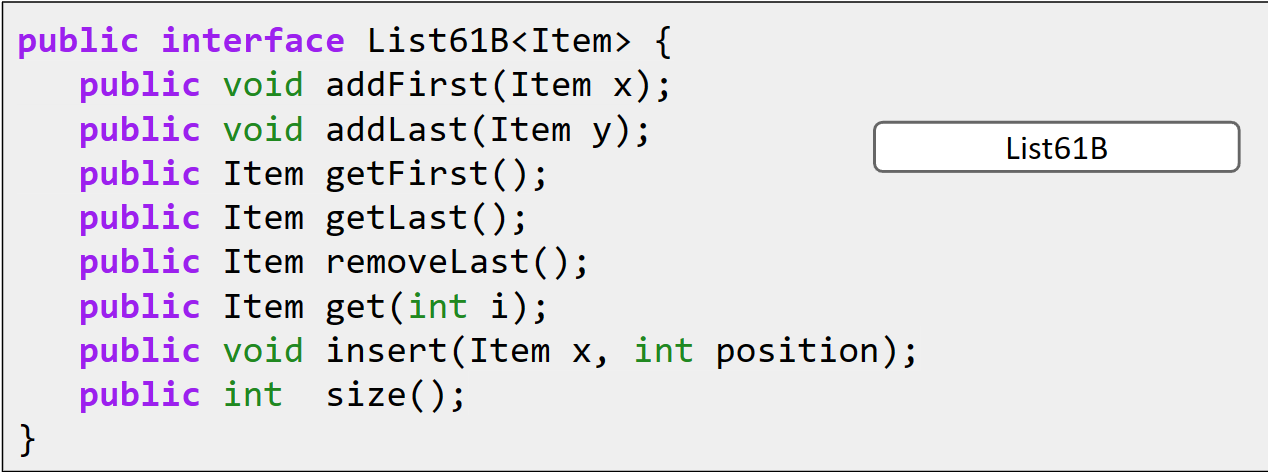 public interface List61B<Item> {
   public void addFirst(Item x);
   public void addLast(Item y);
   public Item getFirst();
   public Item getLast();
   public Item removeLast();
   public Item get(int i);
   public void insert(Item x, int position);
   public int  size();
}
List61B